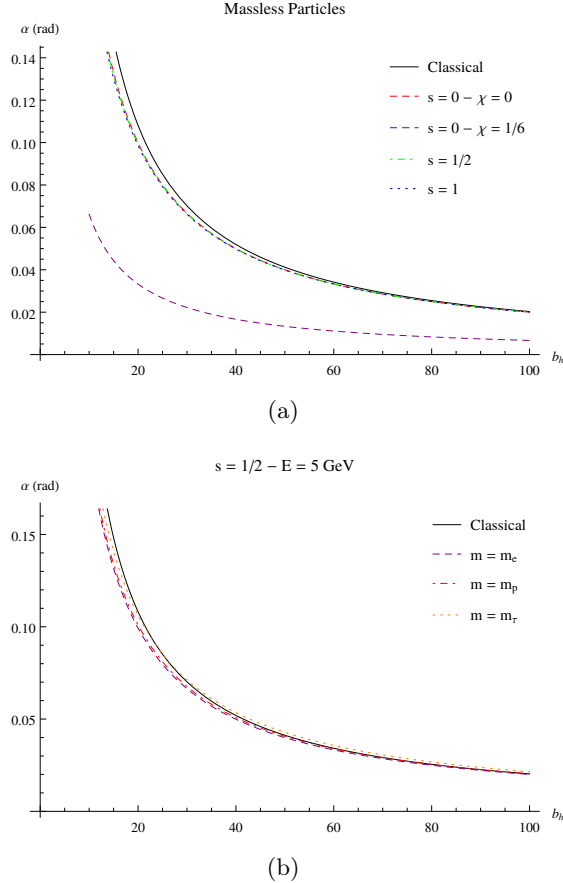 Massless Particles
α (rad)
0.14
0.12
0.10
0.08
0.06
0.04
0.02
20
40
60
80
100
b_h
Classical
s = 0 − χ = 0
s = 0 − χ = 1/6
s = 1/2
s = 1
(a)
s = 1/2 − E = 5 GeV
α (rad)
0.15
0.10
0.05
20
40
60
80
100
b_h
Classical
m = m_e
m = m_p
m = m_τ
(b)